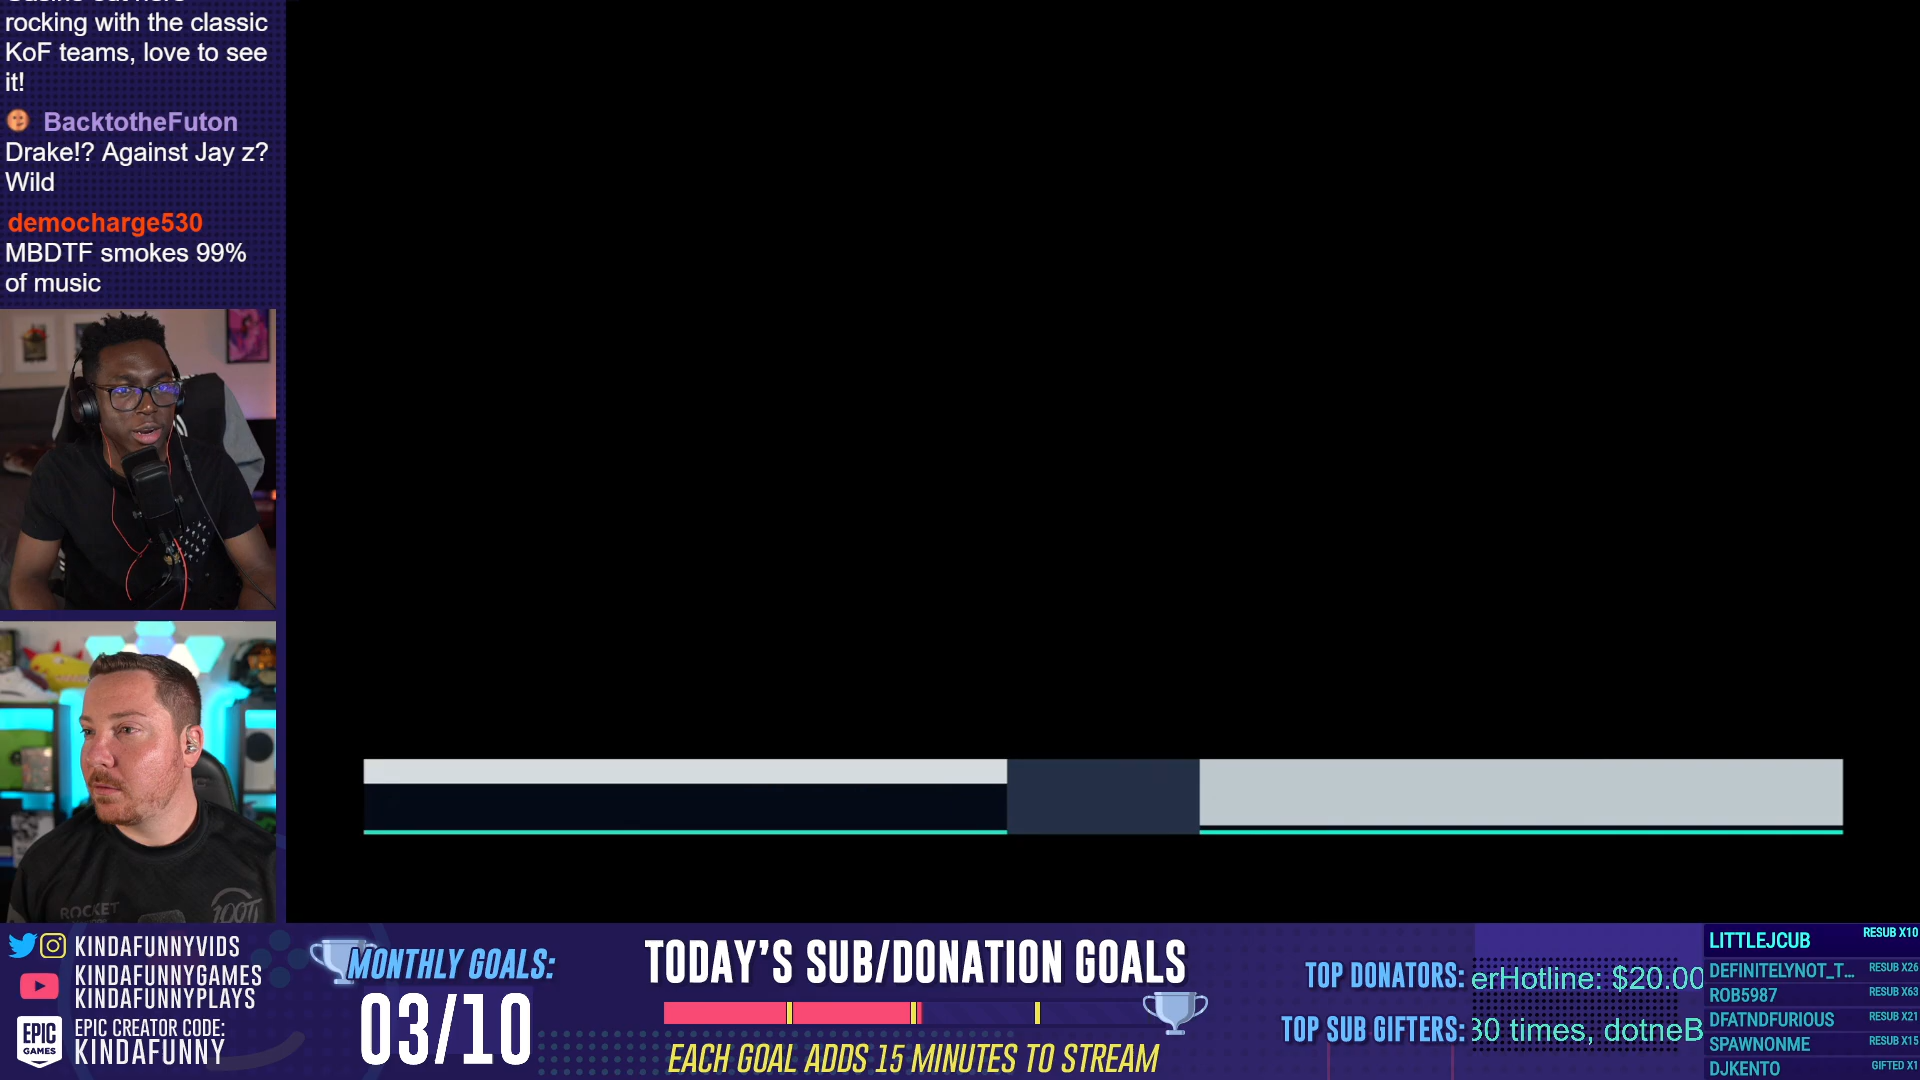 rocking with the classic
KoF teams, love to see
it!
BacktotheFuton
Drake!? Against Jay z?
Wild
democharge530
MBDTF smokes 99%
of music
ROCKET
100T
KINDAFUNNYVIDS
KINDAFUNNYGAMES
KINDAFUNNYPLAYS
EPIC GAMES
EPIC CREATOR CODE:
KINDAFUNNY
MONTHLY GOALS:
03/10
TODAY'S SUB/DONATION GOALS
EACH GOAL ADDS 15 MINUTES TO STREAM
TOP DONATORS: erHotline: $20.00
TOP SUB GIFTERS: 30 times, dotneB
LITTLEJCUB RESUB X10
DEFINITELYNOT_T... RESUB X26
ROB5987 RESUB X63
DFATNDFURIOUS RESUB X21
SPAWNONME RESUB X15
DJKENTO GIFTED X1